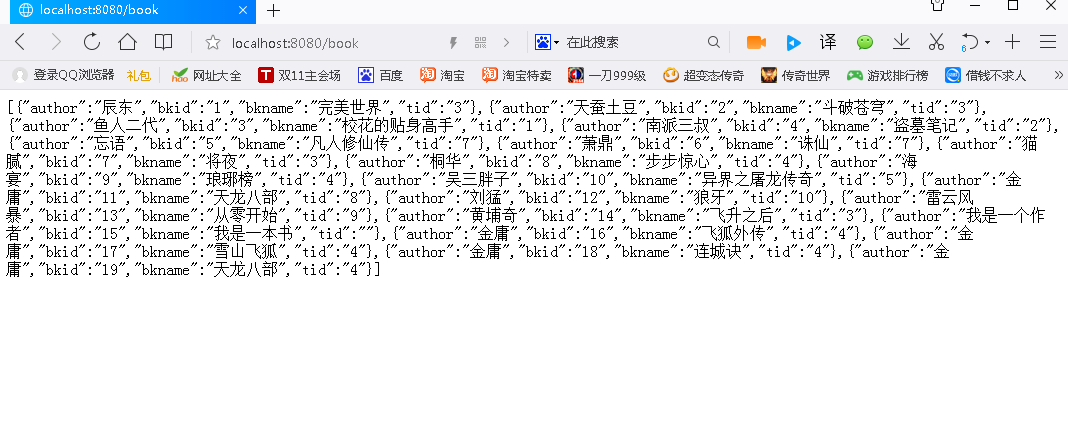 localhost:8080/book
localhost:8080/book 在此搜索 译 6
登录QQ浏览器 礼包 网址大全 双11主会场 百度 淘宝 淘宝特卖 一刀999级 超变态传奇 传奇世界 游戏排行榜 借钱不求人 »
[{"author":"辰东","bkid":"1","bkname":"完美世界","tid":"3"},{"author":"天蚕土豆","bkid":"2","bkname":"斗破苍穹","tid":"3"},
{"author":"鱼人二代","bkid":"3","bkname":"校花的贴身高手","tid":"1"},{"author":"南派三叔","bkid":"4","bkname":"盗墓笔记","tid":"2"},
{"author":"忘语","bkid":"5","bkname":"凡人修仙传","tid":"7"},{"author":"萧鼎","bkid":"6","bkname":"诛仙","tid":"7"},{"author":"猫
腻","bkid":"7","bkname":"将夜","tid":"3"},{"author":"桐华","bkid":"8","bkname":"步步惊心","tid":"4"},{"author":"海
宴","bkid":"9","bkname":"琅琊榜","tid":"4"},{"author":"吴三胖子","bkid":"10","bkname":"异界之屠龙传奇","tid":"5"},{"author":"金
庸","bkid":"11","bkname":"天龙八部","tid":"8"},{"author":"刘猛","bkid":"12","bkname":"狼牙","tid":"10"},{"author":"雷云风
暴","bkid":"13","bkname":"从零开始","tid":"9"},{"author":"黄埔奇","bkid":"14","bkname":"飞升之后","tid":"3"},{"author":"我是一个作
者","bkid":"15","bkname":"我是一本书","tid":""},{"author":"金庸","bkid":"16","bkname":"飞狐外传","tid":"4"},{"author":"金
庸","bkid":"17","bkname":"雪山飞狐","tid":"4"},{"author":"金庸","bkid":"18","bkname":"连城诀","tid":"4"},{"author":"金
庸","bkid":"19","bkname":"天龙八部","tid":"4"}]